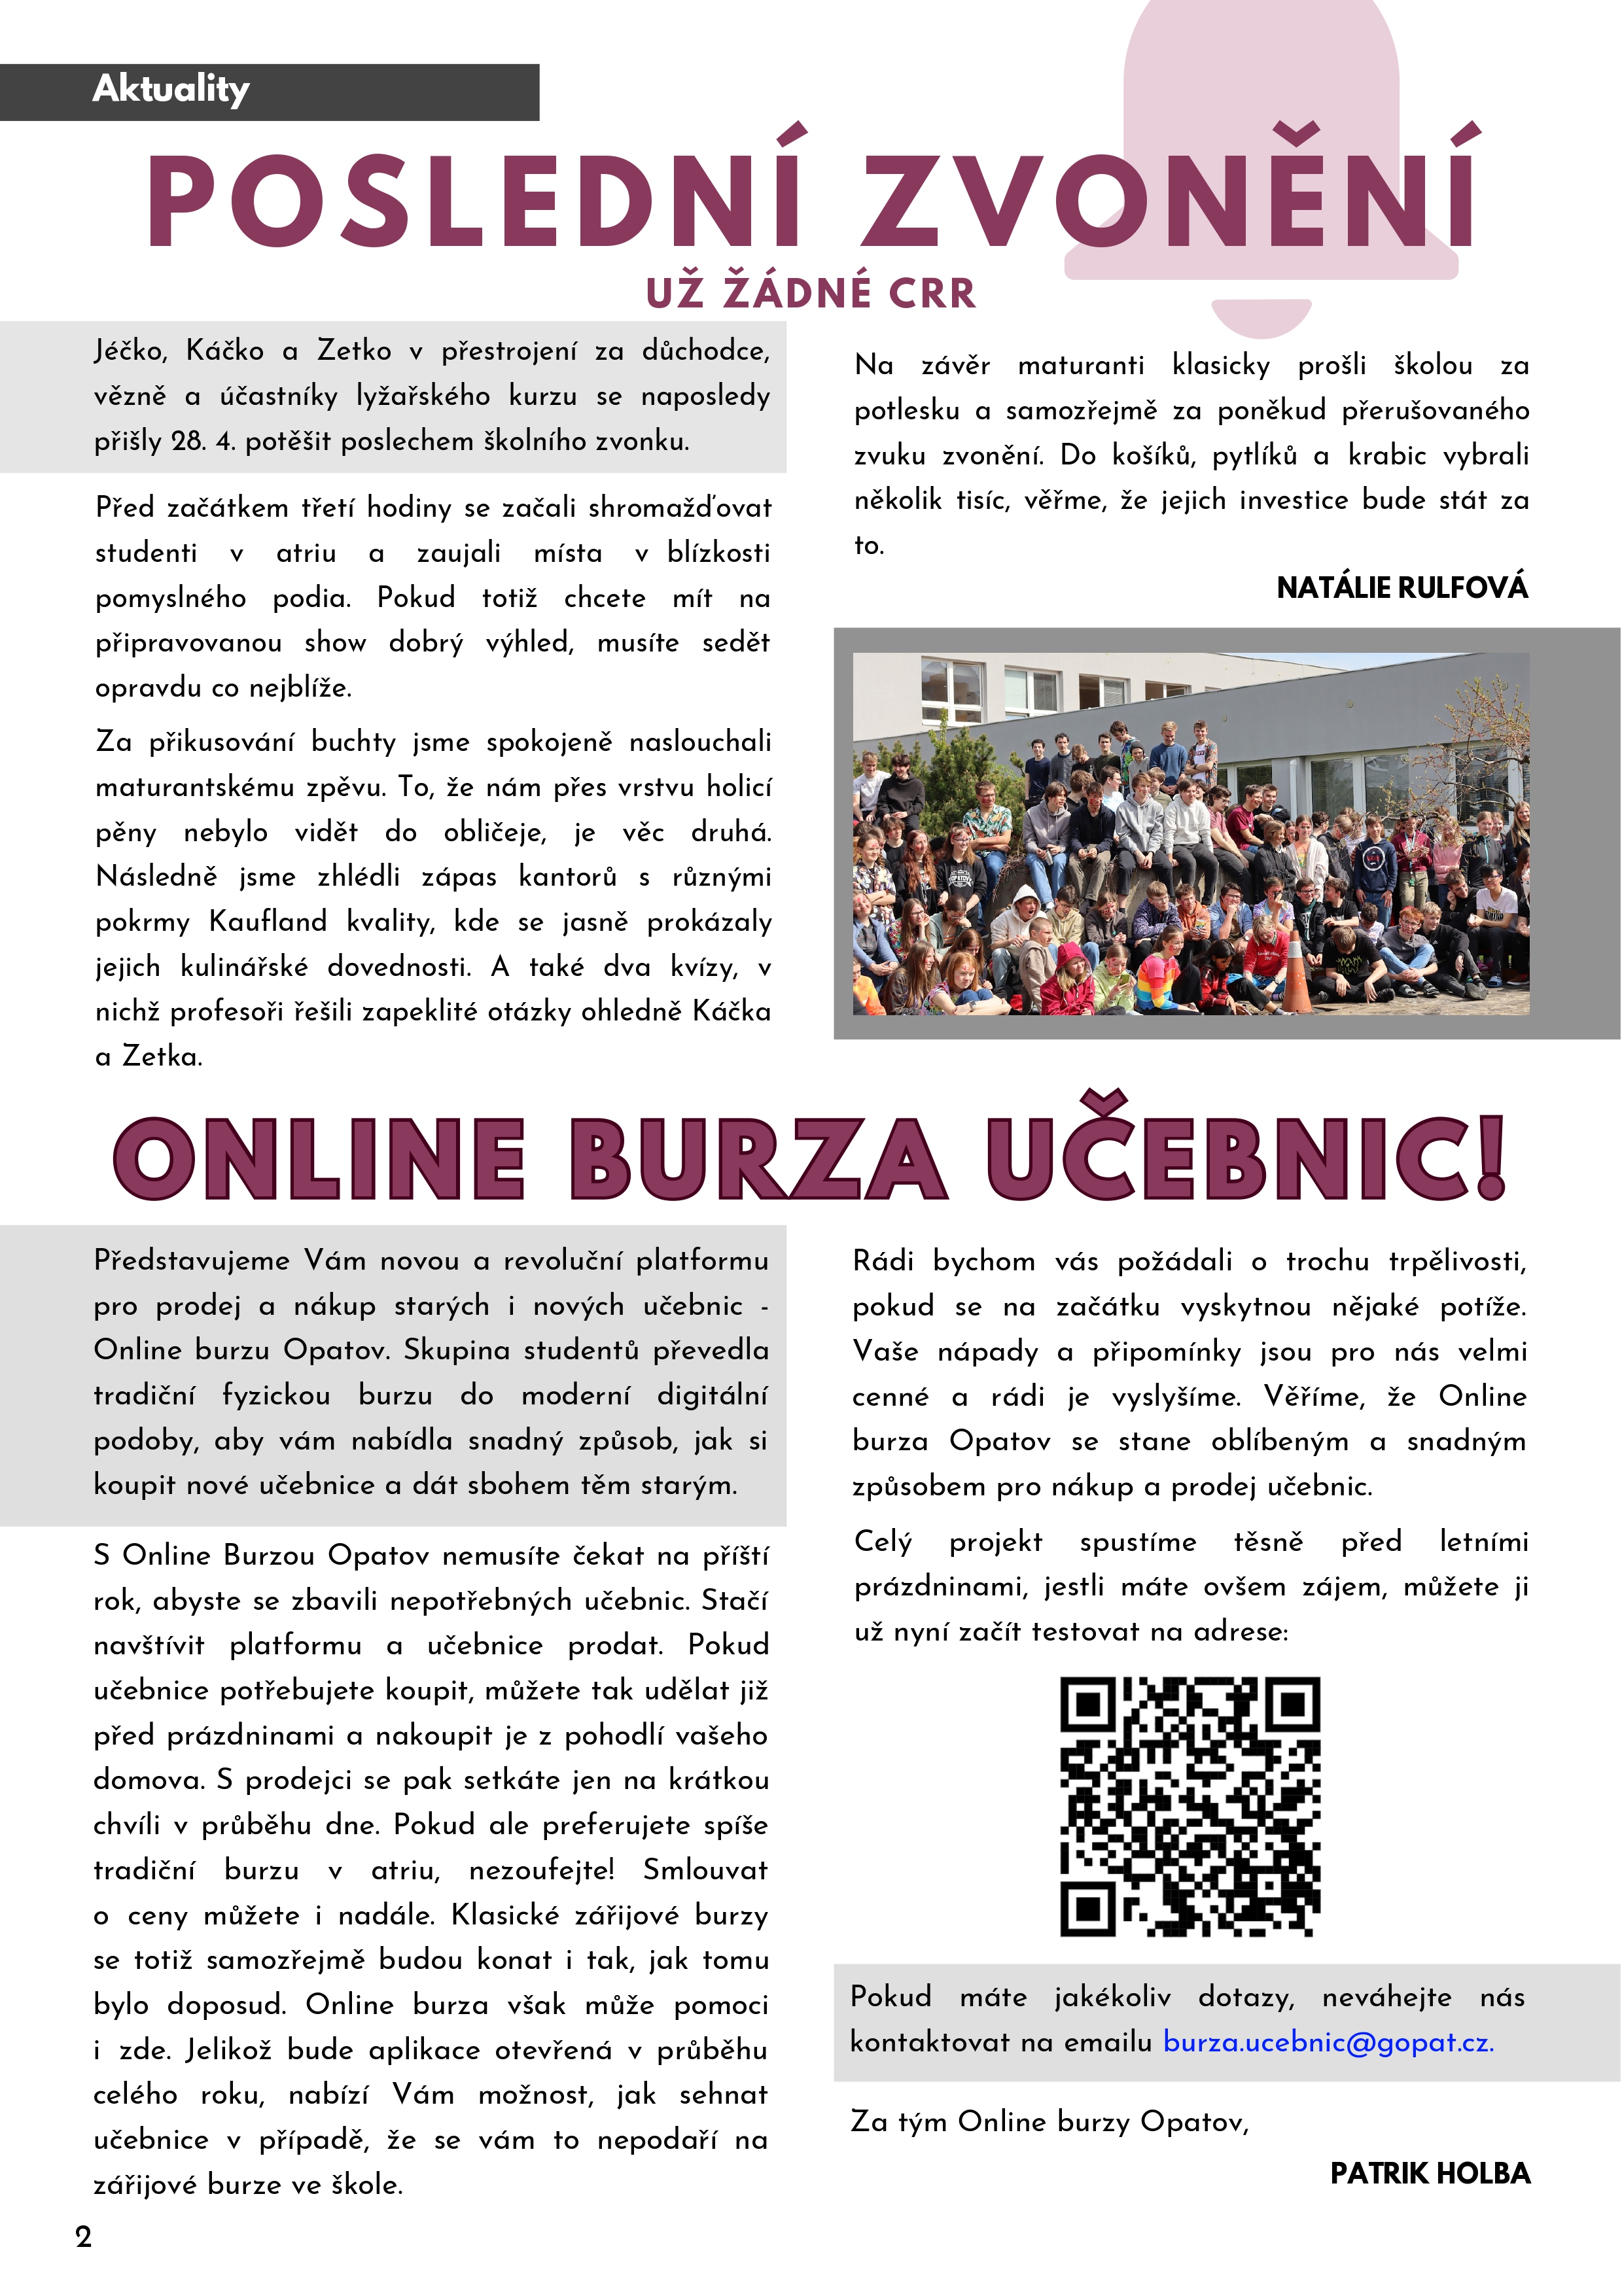 Aktuality
POSLEDNÍ ZVONĚNÍ
UŽ ŽÁDNÉ CRR
Jéčko, Káčko a Zetko v přestrojení za důchodce,
vězně a účastníky lyžařského kurzu se naposledy
přišly 28. 4. potěšit poslechem školního zvonku.
Před začátkem třetí hodiny se začali shromažďovat
studenti v atriu a zaujali místa v blízkosti
pomyslného podia. Pokud totiž chcete mít na
připravovanou show dobrý výhled, musíte sedět
opravdu co nejblíže.
Za přikusování buchty jsme spokojeně naslouchali
maturantskému zpěvu. To, že nám přes vrstvu holicí
pěny nebylo vidět do obličeje, je věc druhá.
Následně jsme zhlédli zápas kantorů s různými
pokrmy Kaufland kvality, kde se jasně prokázaly
jejich kulinářské dovednosti. A také dva kvízy, v
nichž profesoři řešili zapeklité otázky ohledně Káčka
a Zetka.
Na závěr maturanti klasicky prošli školou za
potlesku a samozřejmě za poněkud přerušovaného
zvuku zvonění. Do košíků, pytlíků a krabic vybrali
několik tisíc, věřme, že jejich investice bude stát za
to.
NATÁLIE RULFOVÁ
ONLINE BURZA UČEBNIC!
Představujeme Vám novou a revoluční platformu
pro prodej a nákup starých i nových učebnic -
Online burzu Opatov. Skupina studentů převedla
tradiční fyzickou burzu do moderní digitální
podoby, aby vám nabídla snadný způsob, jak si
koupit nové učebnice a dát sbohem těm starým.
S Online Burzou Opatov nemusíte čekat na příští
rok, abyste se zbavili nepotřebných učebnic. Stačí
navštívit platformu a učebnice prodat. Pokud
učebnice potřebujete koupit, můžete tak udělat již
před prázdninami a nakoupit je z pohodlí vašeho
domova. S prodejci se pak setkáte jen na krátkou
chvíli v průběhu dne. Pokud ale preferujete spíše
tradiční burzu v atriu, nezoufejte! Smlouvat
o ceny můžete i nadále. Klasické zářijové burzy
se totiž samozřejmě budou konat i tak, jak tomu
bylo doposud. Online burza však může pomoci
i zde. Jelikož bude aplikace otevřená v průběhu
celého roku, nabízí Vám možnost, jak sehnat
učebnice v případě, že se vám to nepodaří na
zářijové burze ve škole.
Rádi bychom vás požádali o trochu trpělivosti,
pokud se na začátku vyskytnou nějaké potíže.
Vaše nápady a připomínky jsou pro nás velmi
cenné a rádi je vyslyšíme. Věříme, že Online
burza Opatov se stane oblíbeným a snadným
způsobem pro nákup a prodej učebnic.
Celý projekt spustíme těsně před letními
prázdninami, jestli máte ovšem zájem, můžete ji
už nyní začít testovat na adrese:
Pokud máte jakékoliv dotazy, neváhejte nás
kontaktovat na emailu burza.ucebnic@gopat.cz.
Za tým Online burzy Opatov,
PATRIK HOLBA
2